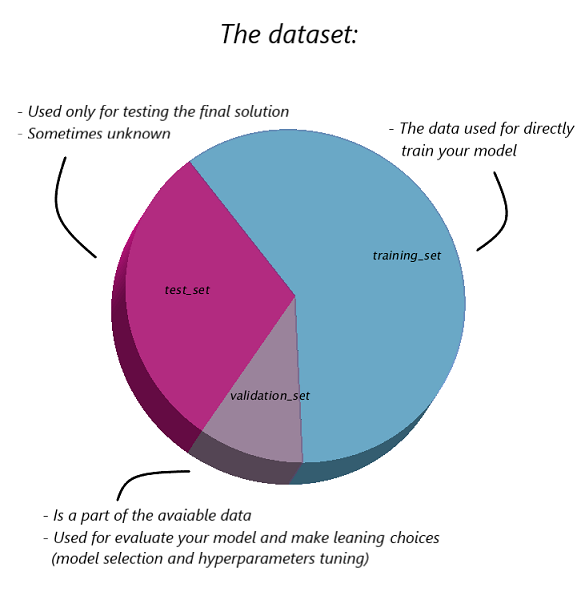 The dataset:
- Used only for testing the final solution
- Sometimes unknown
- The data used for directly
train your model
training_set
test_set
validation_set
- Is a part of the avaiable data
- Used for evaluate your model and make leaning choices
(model selection and hyperparameters tuning)